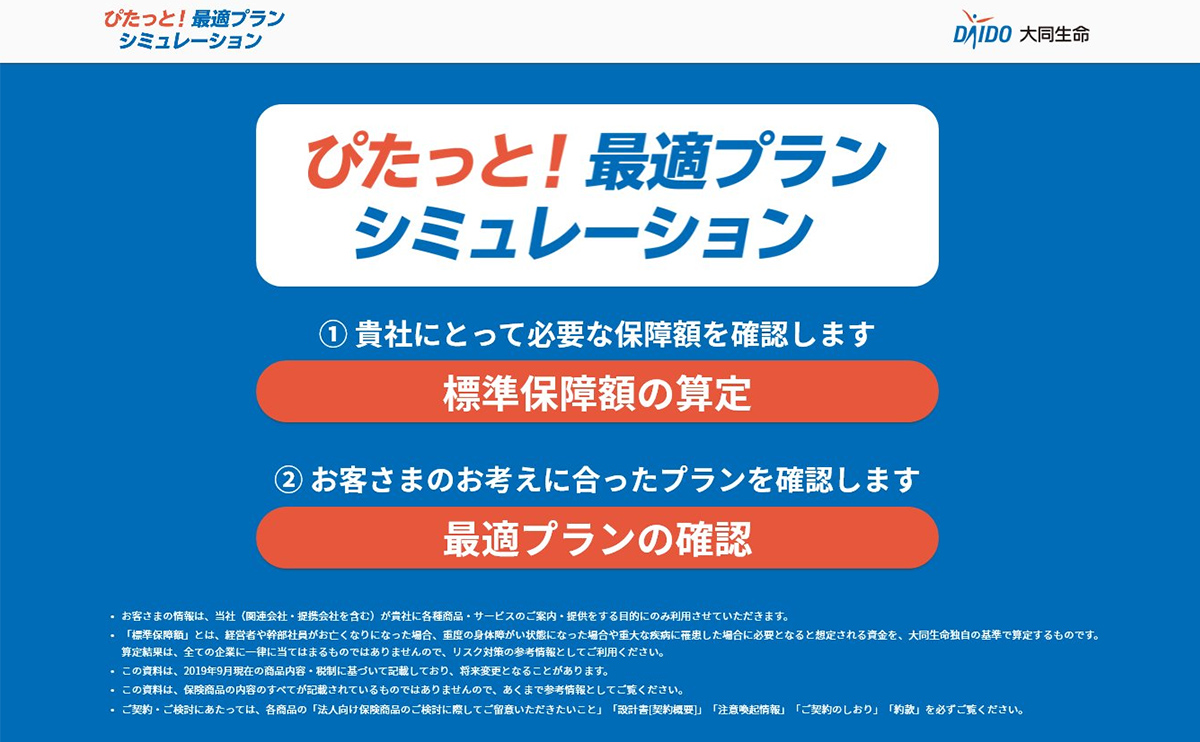 ぴたっと！最適プラン
シミュレーション
DAIDO 大同生命
ぴたっと！最適プラン
シミュレーション
① 貴社にとって必要な保障額を確認します
標準保障額の算定
② お客さまのお考えに合ったプランを確認します
最適プランの確認
• お客さまの情報は、当社（関連会社・提携会社を含む）が貴社に各種商品・サービスのご案内・提供をする目的にのみ利用させていただきます。
• 「標準保障額」とは、経営者や幹部社員がお亡くなりになった場合、重度の身体障がい状態になった場合や重大な疾病に罹患した場合に必要となると想定される資金を、大同生命独自の基準で算定するものです。
算定結果は、全ての企業に一律に当てはまるものではありませんので、リスク対策の参考情報としてご利用ください。
• この資料は、2019年9月現在の商品内容・税制に基づいて記載しており、将来変更となることがあります。
• この資料は、保険商品の内容のすべてが記載されているものではありませんので、あくまで参考情報としてご覧ください。
• ご契約・ご検討にあたっては、各商品の「法人向け保険商品のご検討に際してご留意いただきたいこと」「設計書[契約概要]」「注意喚起情報」「ご契約のしおり」「約款」を必ずご覧ください。